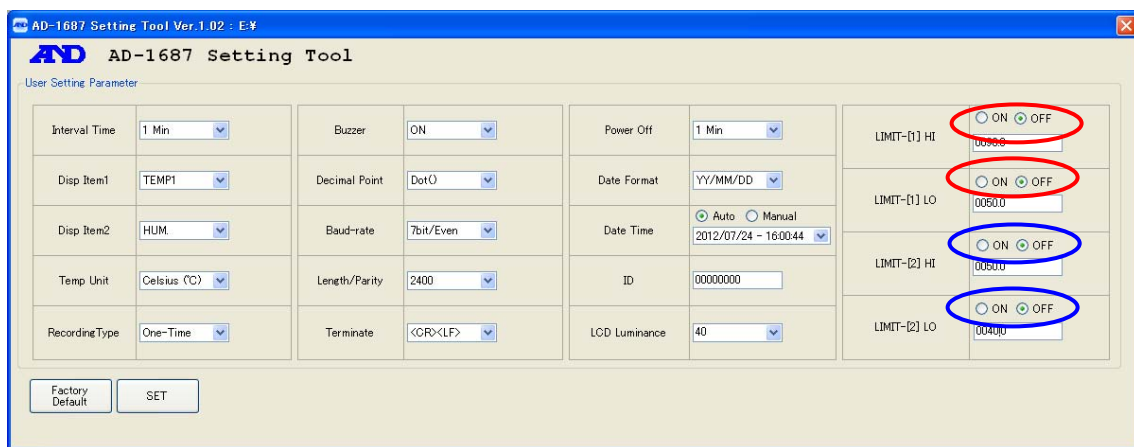 AD-1687 Setting Tool Ver.1.02 : E:¥
AND AD-1687 Setting Tool
User Setting Parameter
Interval Time 1 Min Buzzer ON Power Off 1 Min LIMIT-[1] HI ON OFF
Disp Item1 TEMP1 Decimal Point Dot() Date Format YY/MM/DD LIMIT-[1] LO ON OFF
0050.0
Disp Item2 HUM. Baud-rate 7bit/Even Date Time Auto Manual
2012/07/24 - 16:00:44
LIMIT-[2] HI ON OFF
0050.0
Temp Unit Celsius (℃) Length/Parity 2400 ID 00000000
LIMIT-[2] LO ON OFF
RecordingType One-Time Terminate <CR><LF> LCD Luminance 40
Factory
Default
SET